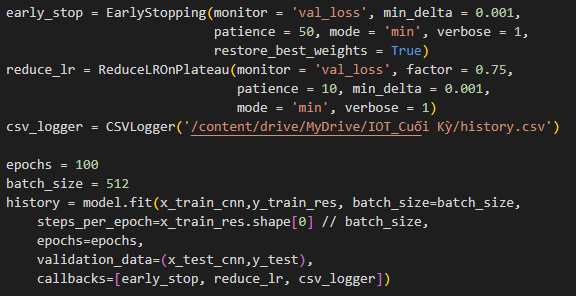 early_stop = EarlyStopping(monitor = 'val_loss', min_delta = 0.001,
                           patience = 50, mode = 'min', verbose = 1,
                           restore_best_weights = True)
reduce_lr = ReduceLROnPlateau(monitor = 'val_loss', factor = 0.75,
                              patience = 10, min_delta = 0.001,
                              mode = 'min', verbose = 1)
csv_logger = CSVLogger('/content/drive/MyDrive/IOT_Cuối Kỳ/history.csv')

epochs = 100
batch_size = 512
history = model.fit(x_train_cnn,y_train_res, batch_size=batch_size,
    steps_per_epoch=x_train_res.shape[0] // batch_size,
    epochs=epochs,
    validation_data=(x_test_cnn,y_test),
    callbacks=[early_stop, reduce_lr, csv_logger])